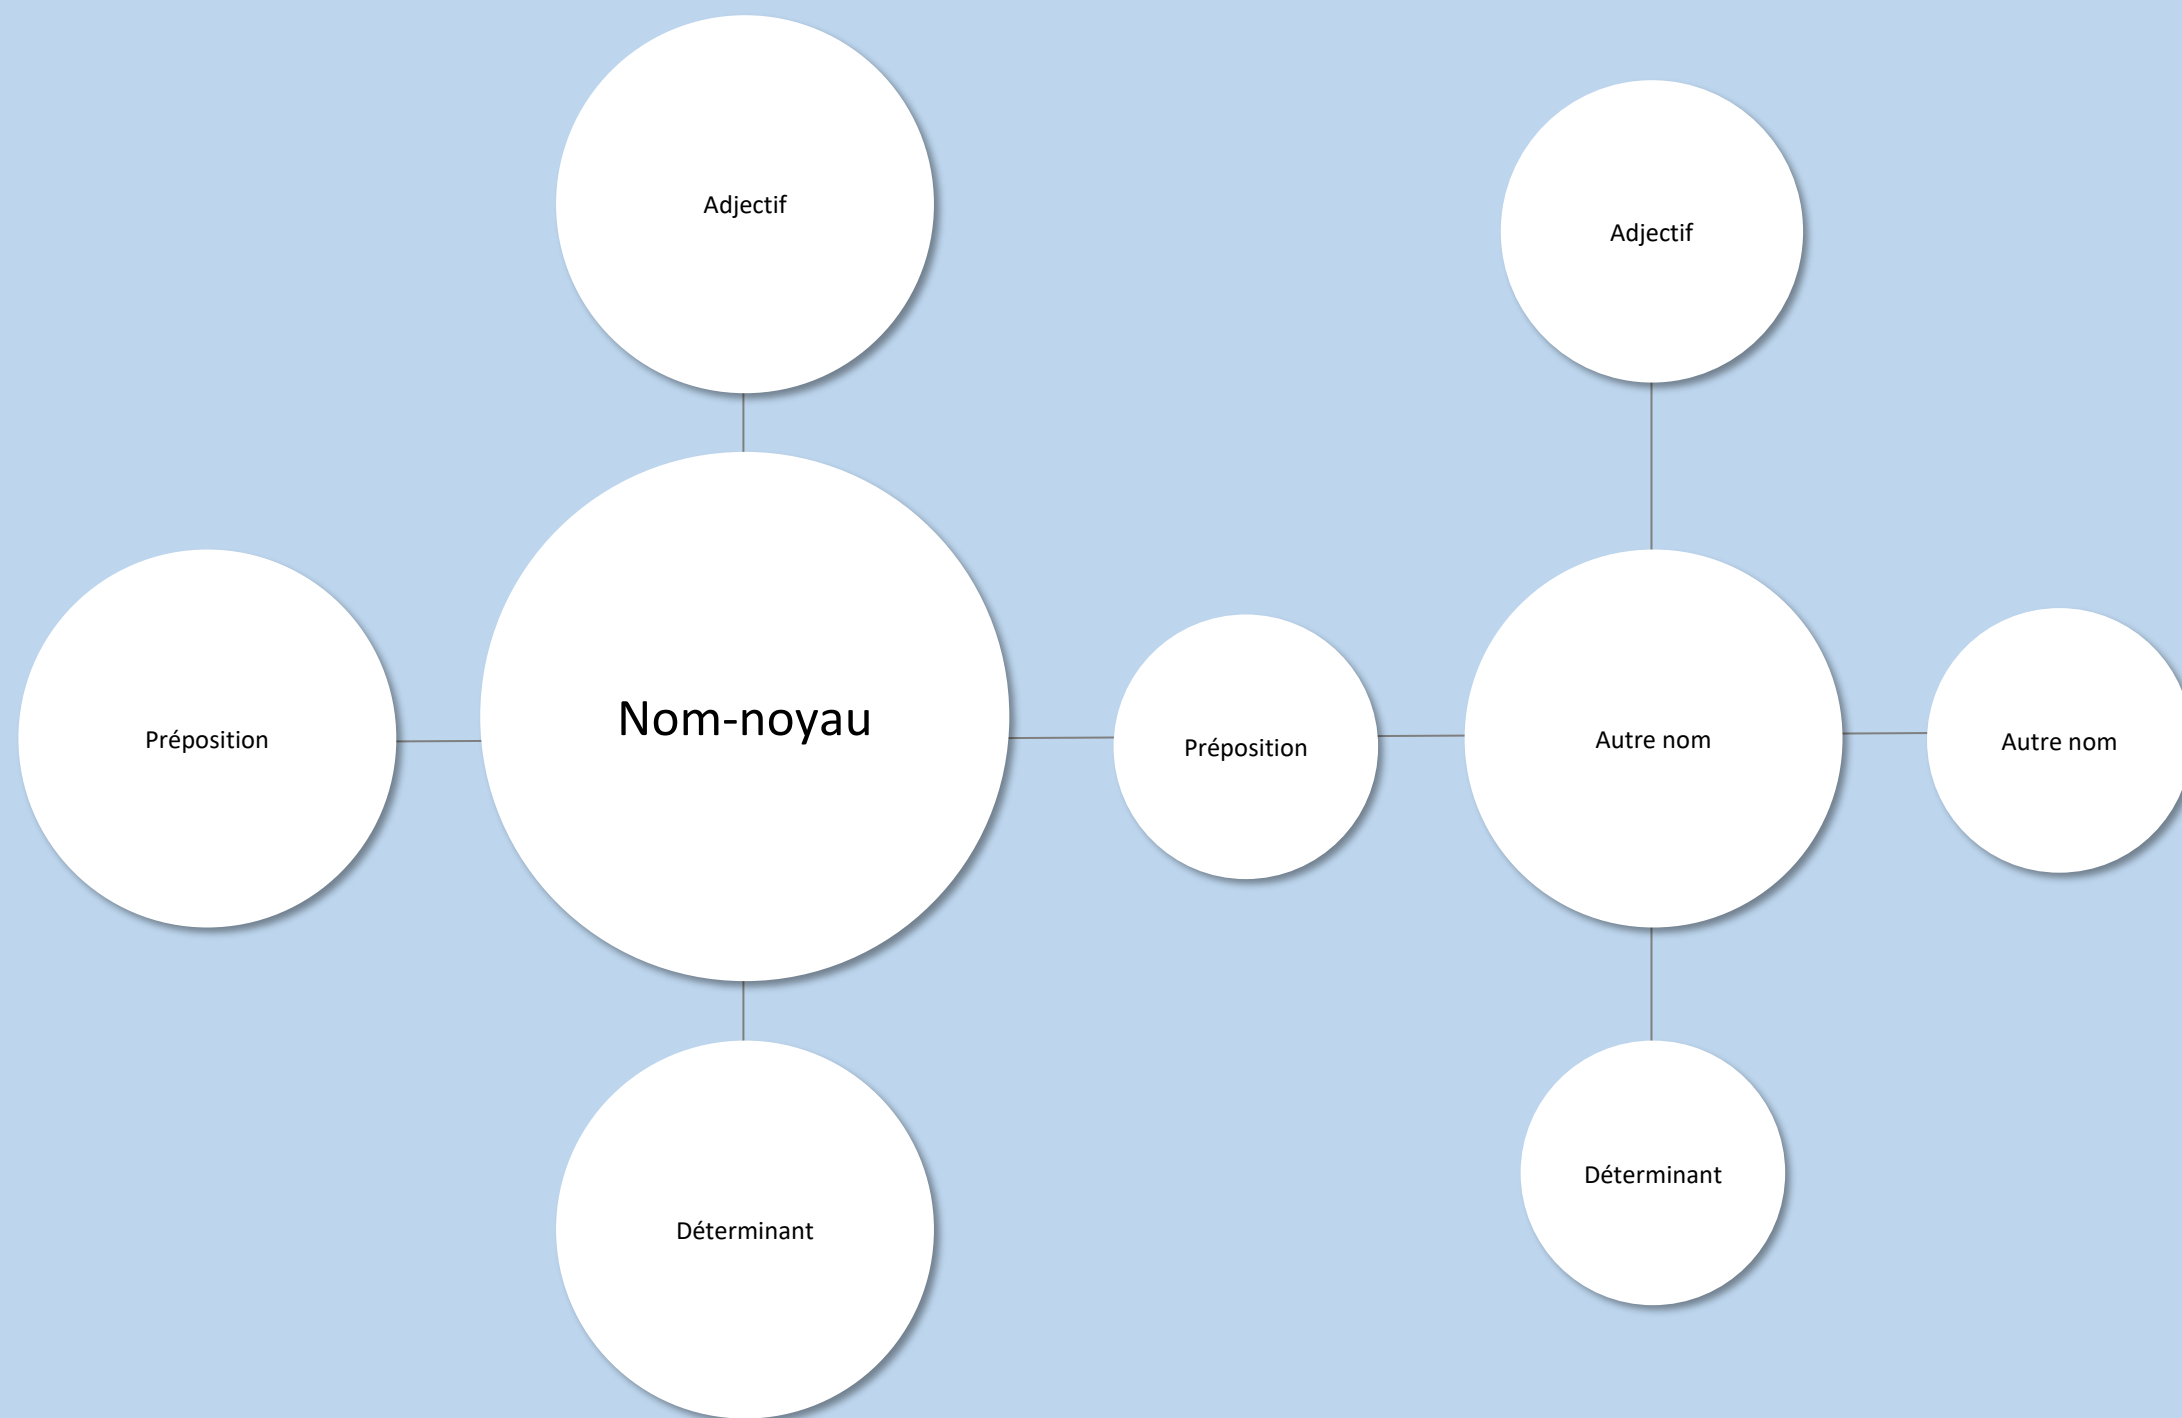 Adjectif
Adjectif
Nom-noyau
Préposition
Préposition
Autre nom
Autre nom
Déterminant
Déterminant